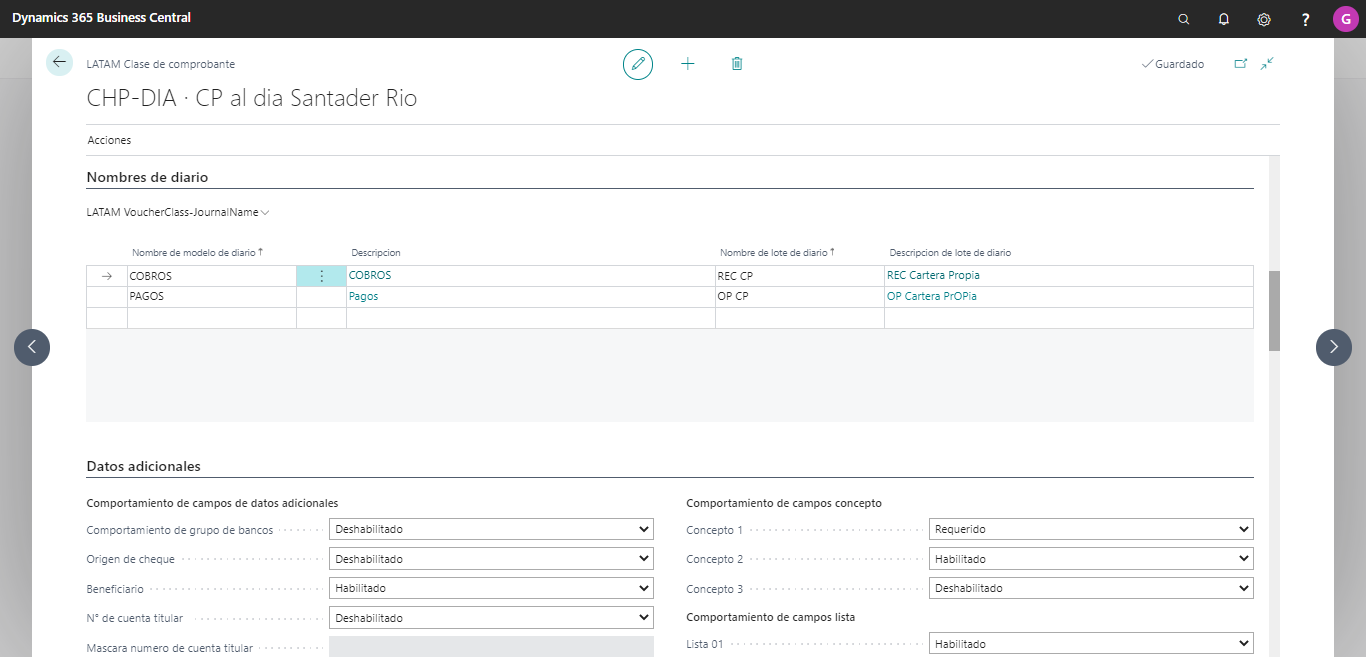 Dynamics 365 Business Central
?
G
LATAM Clase de comprobante
Guardado
CHP-DIA · CP al dia Santader Rio
Acciones
Nombres de diario
LATAM VoucherClass-JournalName
Nombre de modelo de diario ↑ Descripcion Nombre de lote de diario ↑ Descripcion de lote de diario
COBROS COBROS REC CP REC Cartera Propia
PAGOS Pagos OP CP OP Cartera PrOPia
Datos adicionales
Comportamiento de campos de datos adicionales
Comportamiento de grupo de bancos Deshabilitado
Origen de cheque Deshabilitado
Beneficiario Habilitado
N° de cuenta titular Deshabilitado
Mascara numero de cuenta titular
Comportamiento de campos concepto
Concepto 1 Requerido
Concepto 2 Habilitado
Concepto 3 Deshabilitado
Comportamiento de campos lista
Lista 01 Habilitado